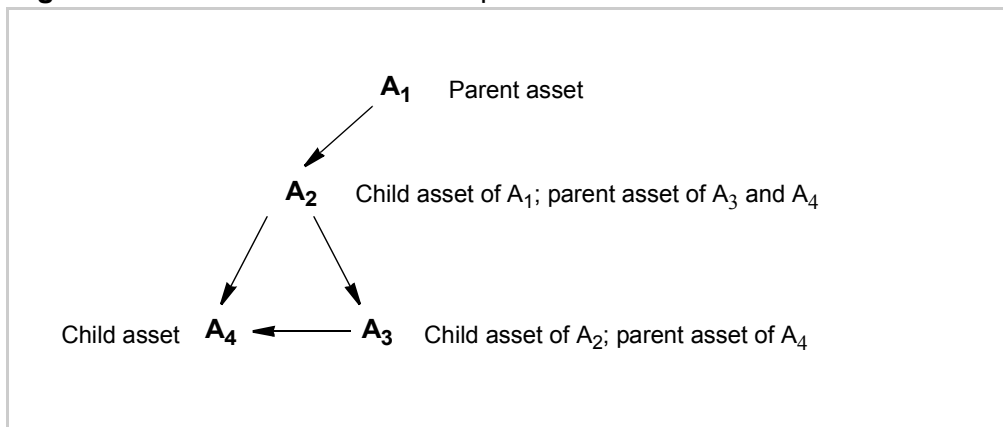 A1 Parent asset
A2 Child asset of A1; parent asset of A3 and A4
Child asset A4 A3 Child asset of A2; parent asset of A4